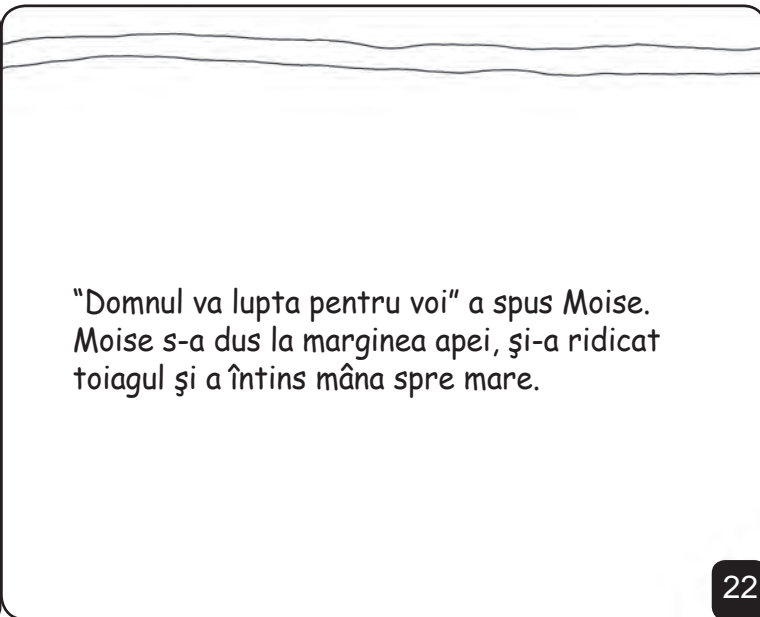 “Domnul va lupta pentru voi” a spus Moise.
Moise s-a dus la marginea apei, şi-a ridicat
toiagul şi a întins mâna spre mare.
22